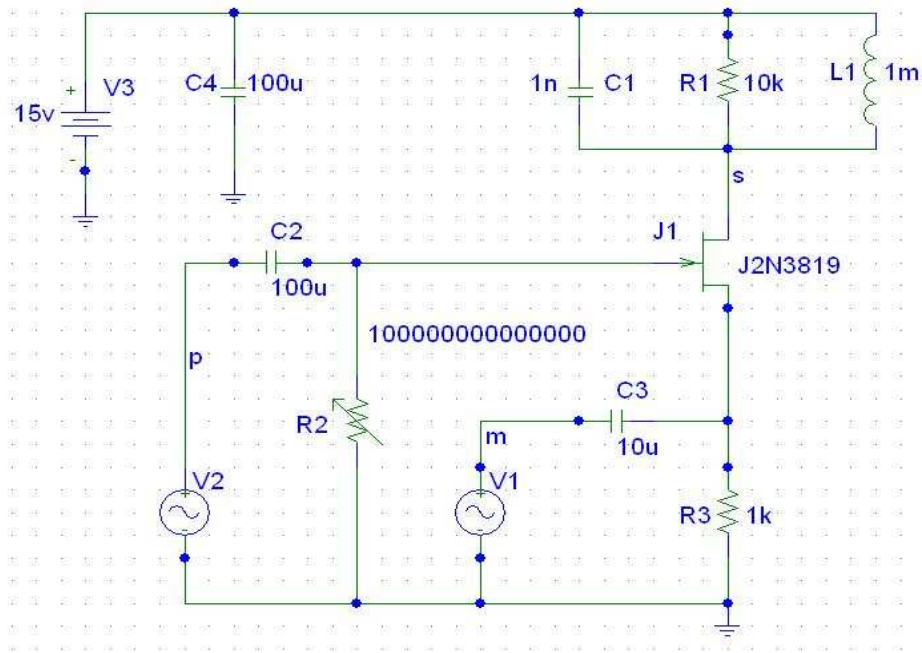 V3
15v
+
-
C4
100u
1n
C1
R1
10k
L1
1m
s
C2
100u
J1
J2N3819
p
100000000000000
R2
C3
10u
m
V2
+
-
V1
+
-
R3
1k